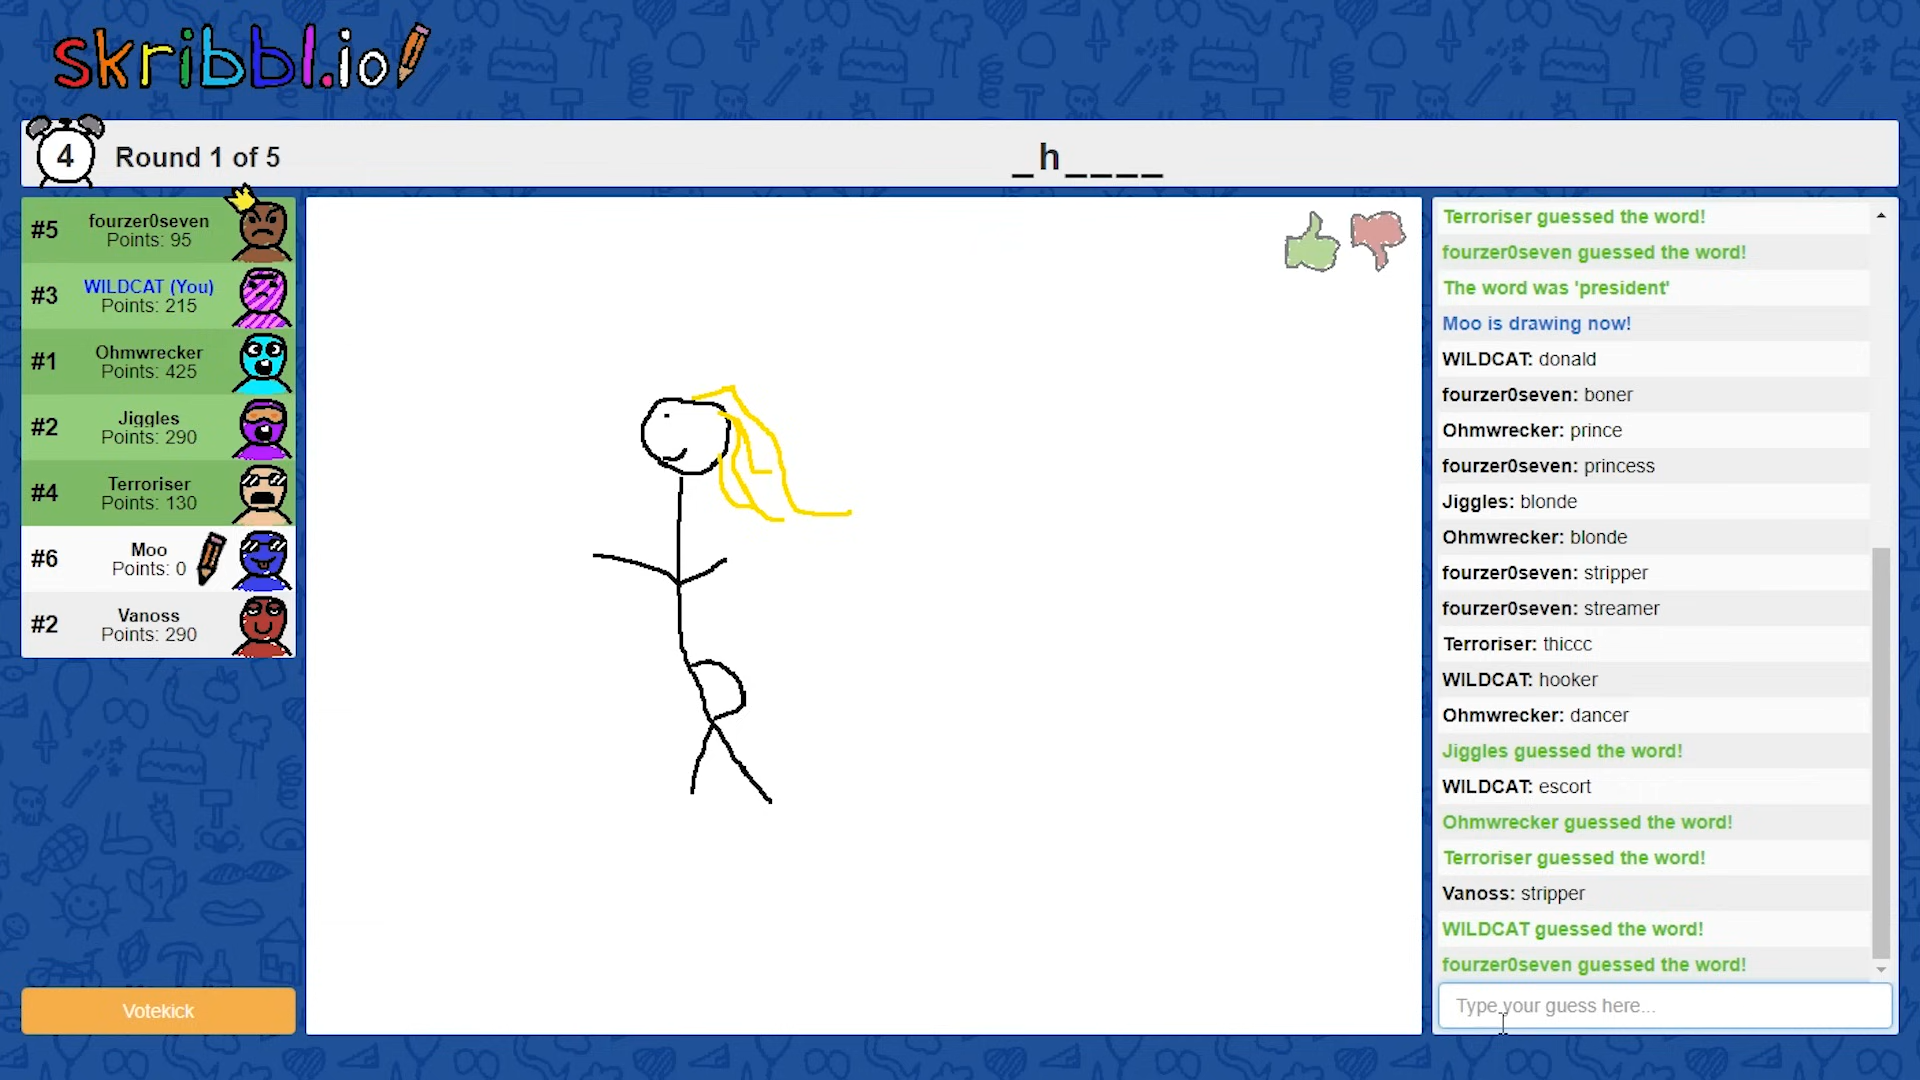 skribbl.io
4
Round 1 of 5
_h____
#5
fourzer0seven
Points: 95
#3
WILDCAT (You)
Points: 215
#1
Ohmwrecker
Points: 425
#2
Jiggles
Points: 290
#4
Terroriser
Points: 130
#6
Moo
Points: 0
#2
Vanoss
Points: 290
Votekick
Terroriser guessed the word!
fourzer0seven guessed the word!
The word was 'president'
Moo is drawing now!
WILDCAT: donald
fourzer0seven: boner
Ohmwrecker: prince
fourzer0seven: princess
Jiggles: blonde
Ohmwrecker: blonde
fourzer0seven: stripper
fourzer0seven: streamer
Terroriser: thiccc
WILDCAT: hooker
Ohmwrecker: dancer
Jiggles guessed the word!
WILDCAT: escort
Ohmwrecker guessed the word!
Terroriser guessed the word!
Vanoss: stripper
WILDCAT guessed the word!
fourzer0seven guessed the word!
Type your guess here...